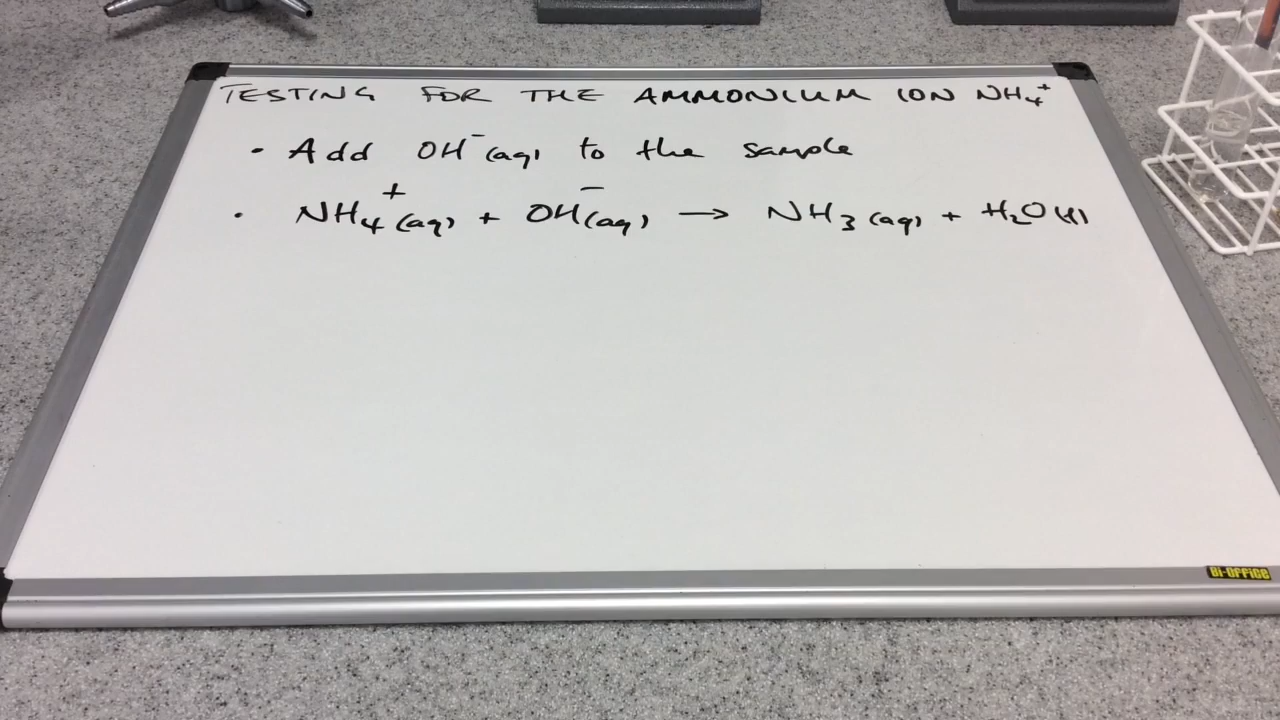 TESTING FOR THE AMMONIUM ION NH₄⁺
• Add OH⁻(aq) to the sample
• NH₄⁺(aq) + OH⁻(aq) → NH₃(aq) + H₂O(l)
Bi-Office